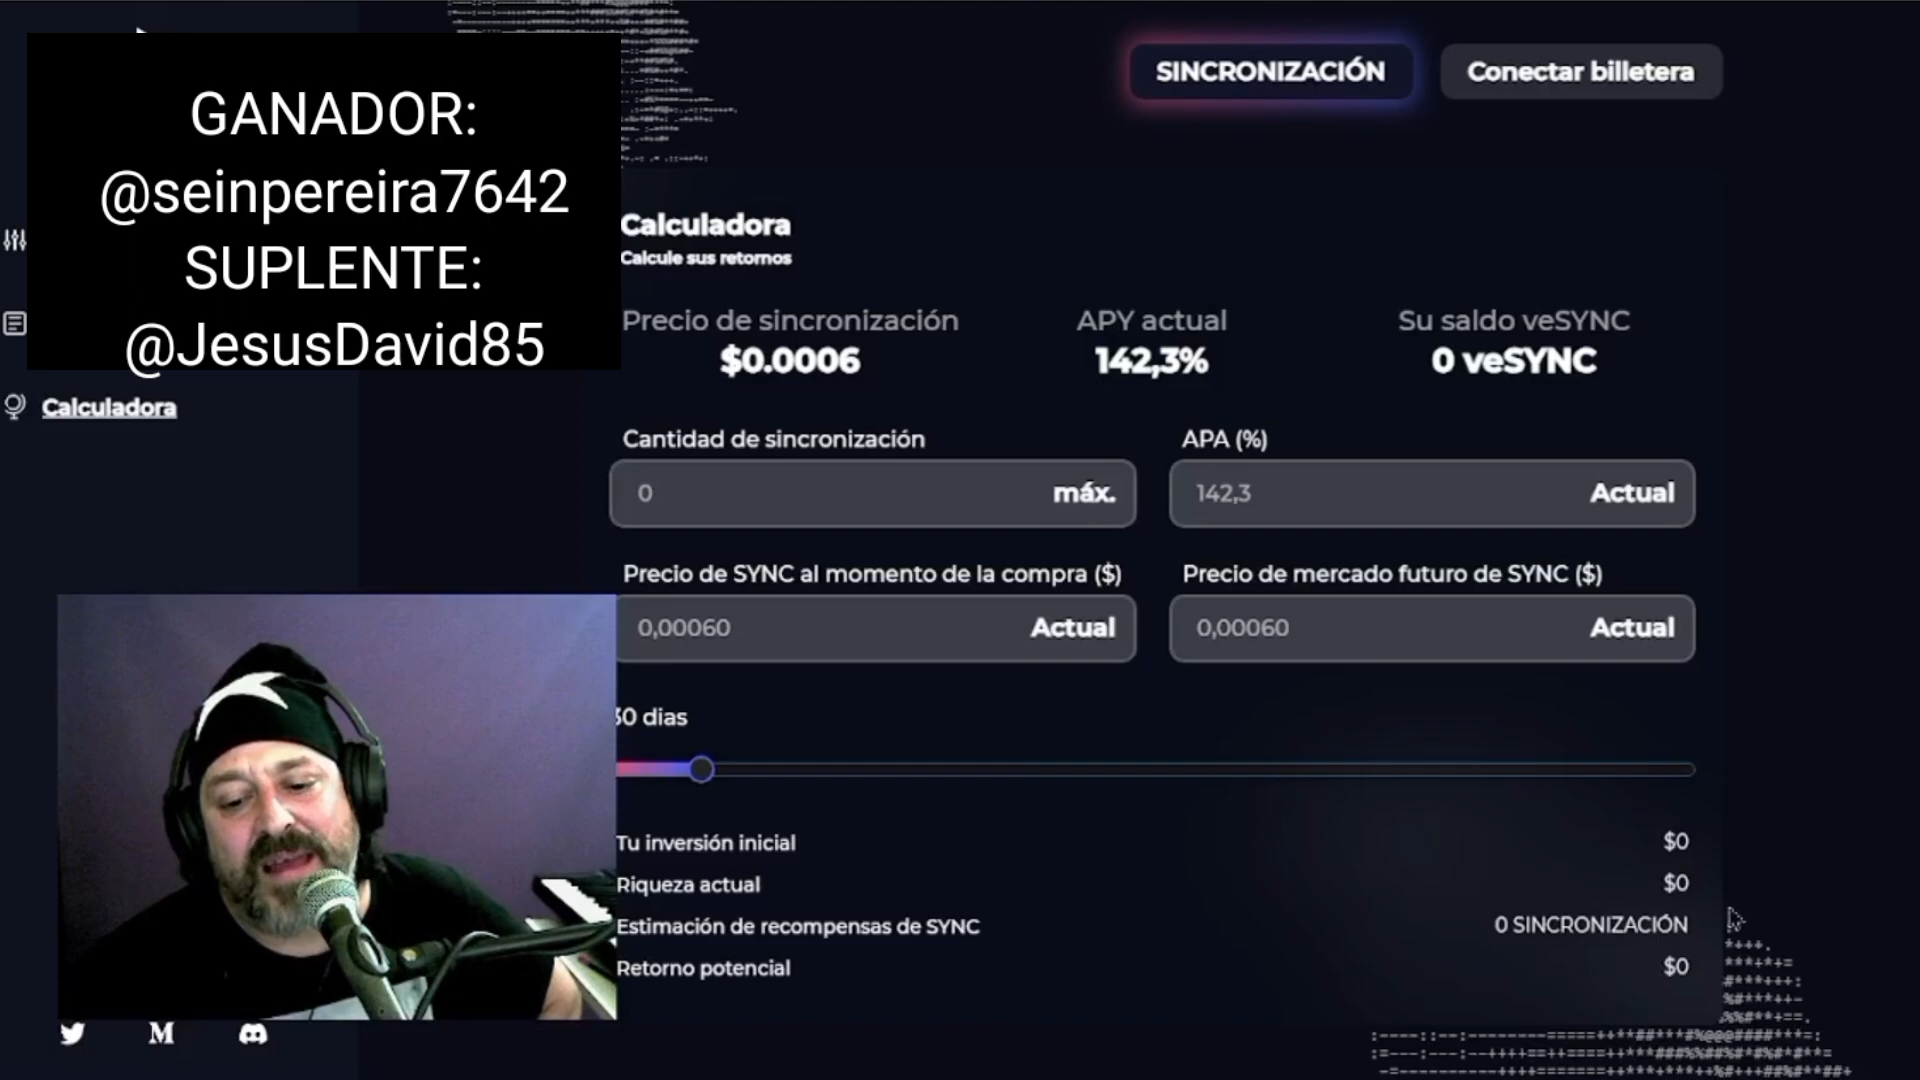 GANADOR:
@seinpereira7642
SUPLENTE:
@JesusDavid85
SINCRONIZACIÓN
Conectar billetera
Calculadora
Calculadora
Calcule sus retornos
Precio de sincronización
$0.0006
APY actual
142,3%
Su saldo veSYNC
0 veSYNC
Cantidad de sincronización
0
máx.
APA (%)
142,3
Actual
Precio de SYNC al momento de la compra ($)
0,00060
Actual
Precio de mercado futuro de SYNC ($)
0,00060
Actual
30 dias
Tu inversión inicial
$0
Riqueza actual
$0
Estimación de recompensas de SYNC
0 SINCRONIZACIÓN
Retorno potencial
$0